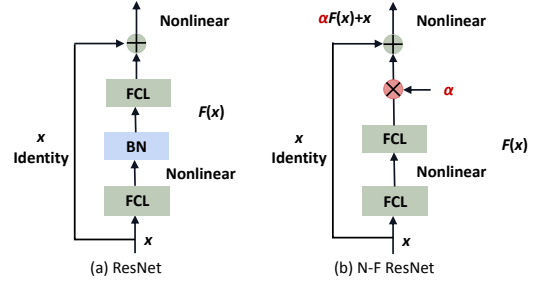 Nonlinear
FCL
F(x)
x
Identity
BN
Nonlinear
FCL
x
(a) ResNet
Nonlinear
αF(x)+x
α
FCL
F(x)
x
Identity
Nonlinear
FCL
x
(b) N-F ResNet